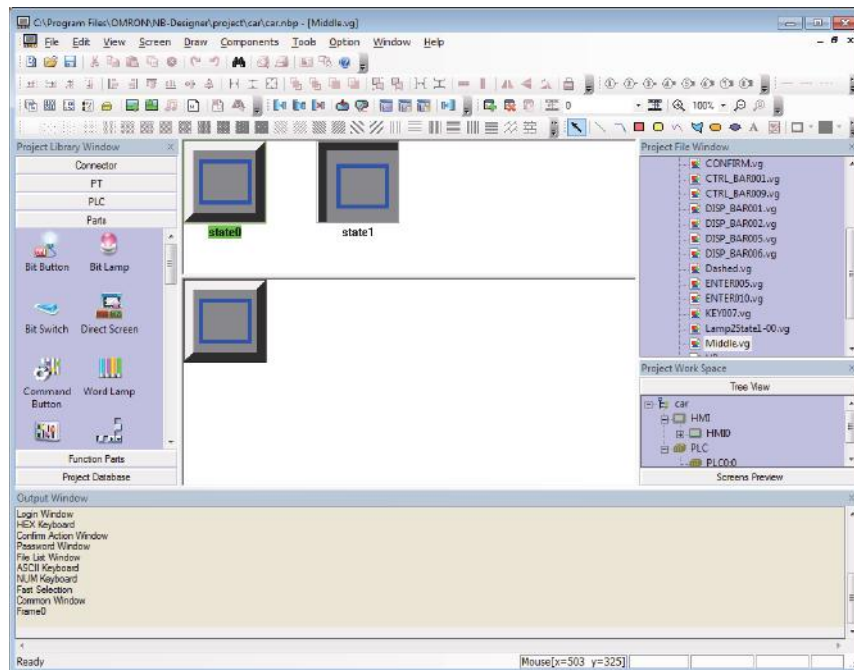 C:\Program Files\OMRON\NB-Designer\project\car\car.nbp - [Middle.vg]
File Edit View Screen Draw Components Tools Option Window Help
0
100%
Project Library Window
Connector
PT
PLC
Parts
Bit Button Bit Lamp
Bit Switch Direct Screen
Command Button Word Lamp
Function Parts
Project Database
state0 state1
Project File Window
CONFIRM.vg
CTRL_BAR001.vg
CTRL_BAR009.vg
DISP_BAR001.vg
DISP_BAR002.vg
DISP_BAR005.vg
DISP_BAR006.vg
Dashed.vg
ENTER005.vg
ENTER010.vg
KEY007.vg
Lamp2State1-00.vg
Middle.vg
Project Work Space
Tree View
car
HMI
HMI0
PLC
PLC0:0
Screens Preview
Output Window
Login Window
HEX Keyboard
Confirm Action Window
Password Window
File List Window
ASCII Keyboard
NUM Keyboard
Fast Selection
Common Window
Frame0
Ready
Mouse[x=503 y=325]